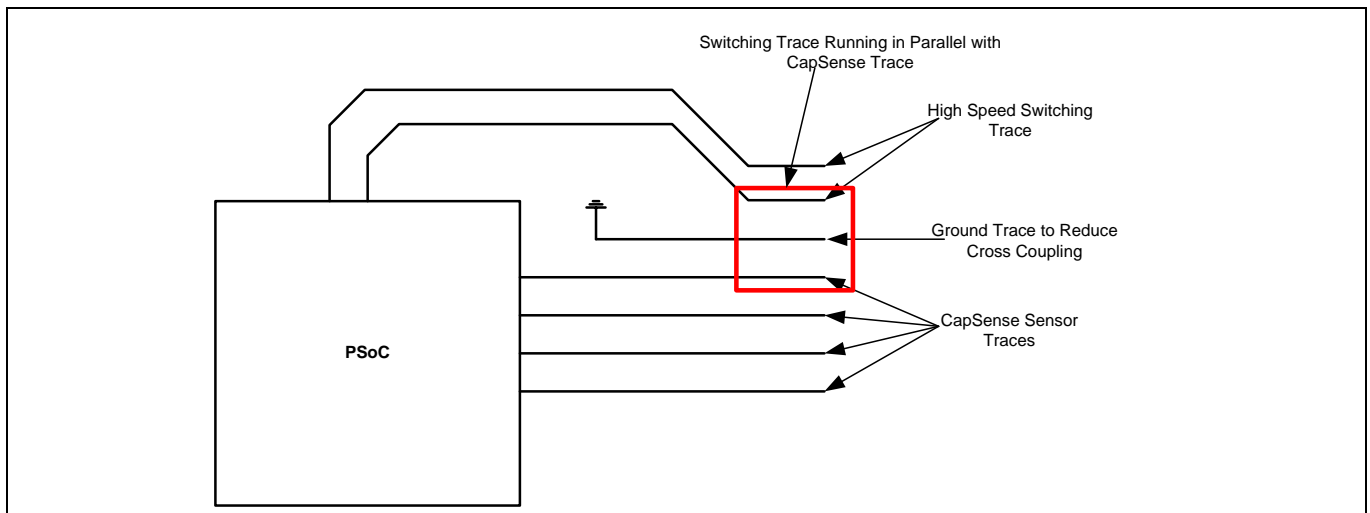 Switching Trace Running in Parallel with
CapSense Trace
High Speed Switching
Trace
Ground Trace to Reduce
Cross Coupling
CapSense Sensor
Traces
PSoC